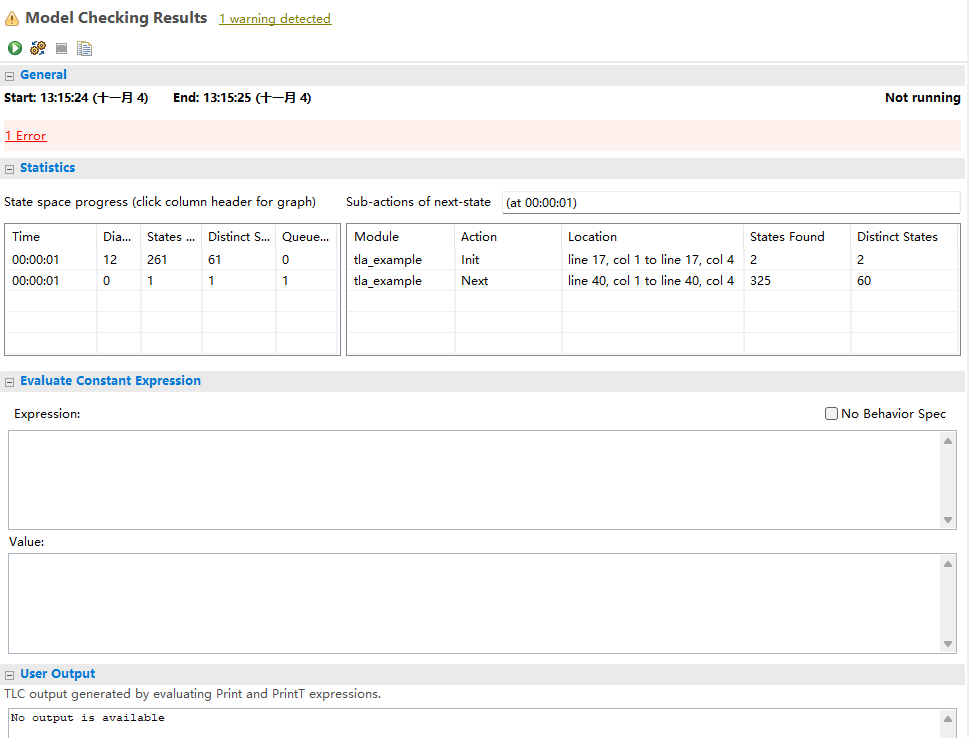 Model Checking Results 1 warning detected
General
Start: 13:15:24 (十一月 4) End: 13:15:25 (十一月 4) Not running
1 Error
Statistics
State space progress (click column header for graph) Sub-actions of next-state (at 00:00:01)
Time Dia... States ... Distinct S... Queue... Module Action Location States Found Distinct States
00:00:01 12 261 61 0 tla_example Init line 17, col 1 to line 17, col 4 2 2
00:00:01 0 1 1 1 tla_example Next line 40, col 1 to line 40, col 4 325 60
Evaluate Constant Expression
Expression: No Behavior Spec
Value:
User Output
TLC output generated by evaluating Print and PrintT expressions.
No output is available